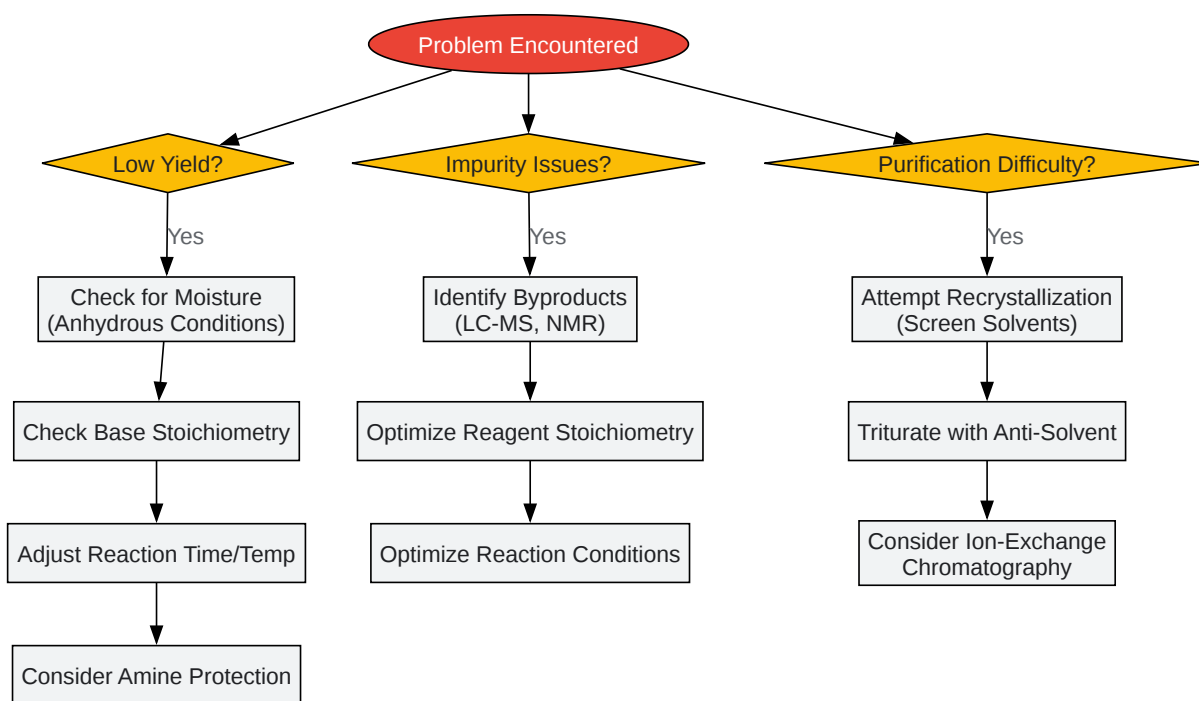 Problem Encountered
Low Yield?
Impurity Issues?
Purification Difficulty?
Yes
Yes
Yes
Check for Moisture
(Anhydrous Conditions)
Identify Byproducts
(LC-MS, NMR)
Attempt Recrystallization
(Screen Solvents)
Check Base Stoichiometry
Optimize Reagent Stoichiometry
Triturate with Anti-Solvent
Adjust Reaction Time/Temp
Optimize Reaction Conditions
Consider Ion-Exchange
Chromatography
Consider Amine Protection